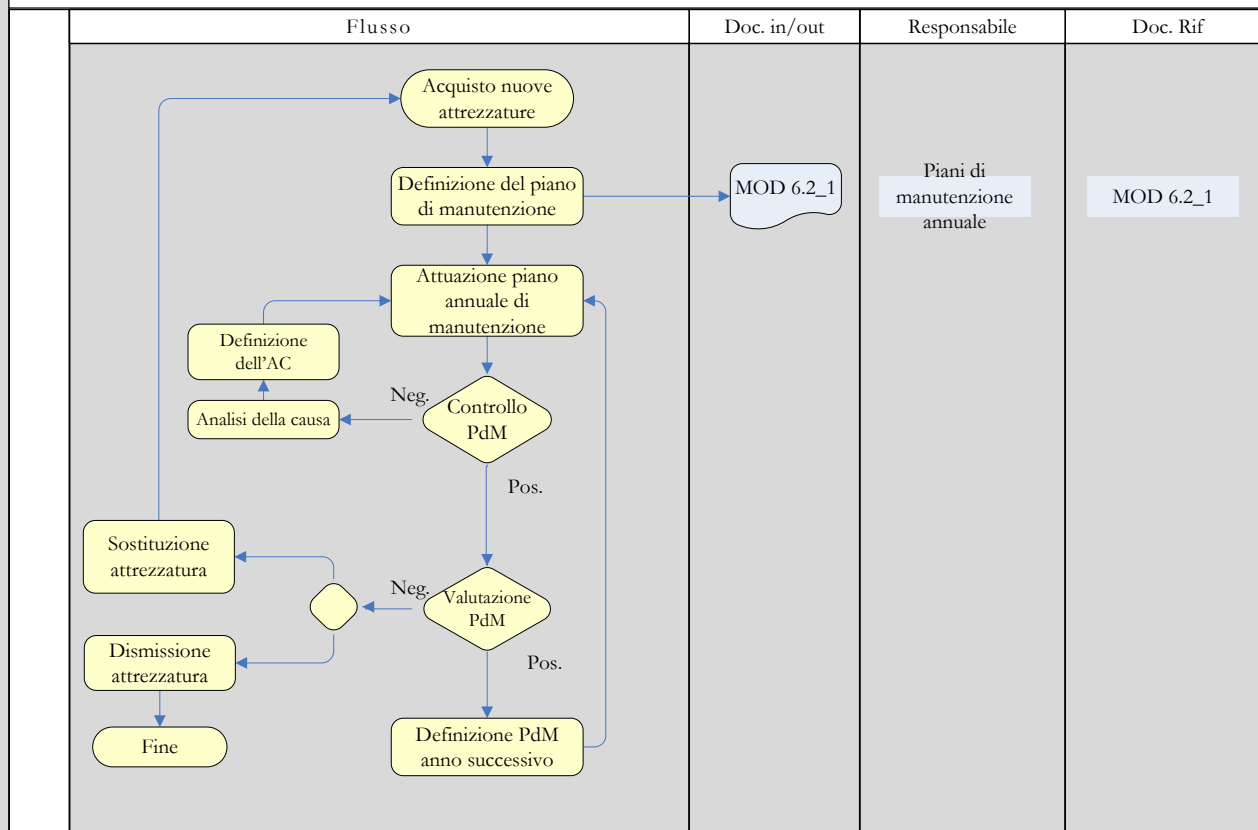 Flusso
Doc. in/out
Responsabile
Doc. Rif
Acquisto nuove
attrezzature
Definizione del piano
di manutenzione
MOD 6.2_1
Piani di
manutenzione
annuale
MOD 6.2_1
Attuazione piano
annuale di
manutenzione
Definizione
dell'AC
Neg.
Analisi della causa
Controllo
PdM
Pos.
Sostituzione
attrezzatura
Neg.
Valutazione
PdM
Dismissione
attrezzatura
Pos.
Fine
Definizione PdM
anno successivo